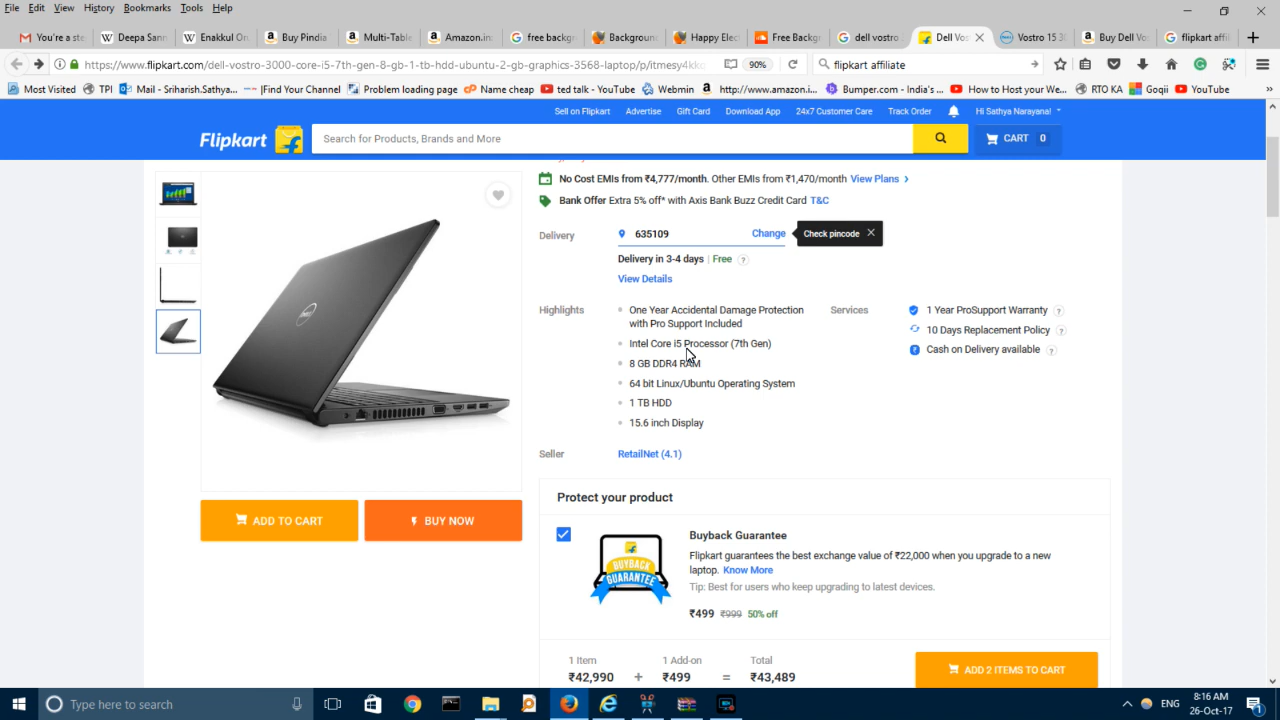 File Edit View History Bookmarks Tools Help
You're a ste
Deepa Sann
Enakkul On
Buy Pindia
Multi-Table
Amazon.in:
free backg
Background
Happy Elec
Free Backgr
dell vostro
Dell Vos
Vostro 15 3
Buy Dell Vo
flipkart affil
https://www.flipkart.com/dell-vostro-3000-core-i5-7th-gen-8-gb-1-tb-hdd-ubuntu-2-gb-graphics-3568-laptop/p/itmesy4kk
90%
flipkart affiliate
Most Visited
TPI
Mail - Sriharish.Sathya...
!Find Your Channel
Problem loading page
Name cheap
ted talk - YouTube
Webmin
http://www.amazon.i...
Bumper.com - India's ...
How to Host your We...
RTO KA
Goqii
YouTube
Sell on Flipkart
Advertise
Gift Card
Download App
24x7 Customer Care
Track Order
Hi Sathya Narayana!
Flipkart
Search for Products, Brands and More
CART 0
No Cost EMIs from ₹4,777/month. Other EMIs from ₹1,470/month View Plans
Bank Offer Extra 5% off* with Axis Bank Buzz Credit Card T&C
Delivery
635109
Change
Check pincode
Delivery in 3-4 days | Free ?
View Details
Highlights
One Year Accidental Damage Protection
with Pro Support Included
Intel Core i5 Processor (7th Gen)
8 GB DDR4 RAM
64 bit Linux/Ubuntu Operating System
1 TB HDD
15.6 inch Display
Services
1 Year ProSupport Warranty ?
10 Days Replacement Policy ?
Cash on Delivery available ?
Seller
RetailNet (4.1)
ADD TO CART
BUY NOW
Protect your product
BUYBACK
GUARANTEE
Buyback Guarantee
Flipkart guarantees the best exchange value of ₹22,000 when you upgrade to a new
laptop. Know More
Tip: Best for users who keep upgrading to latest devices.
₹499 ₹999 50% off
1 Item
₹42,990
+
1 Add-on
₹499
=
Total
₹43,489
ADD 2 ITEMS TO CART
Type here to search
ENG
8:16 AM
26-Oct-17